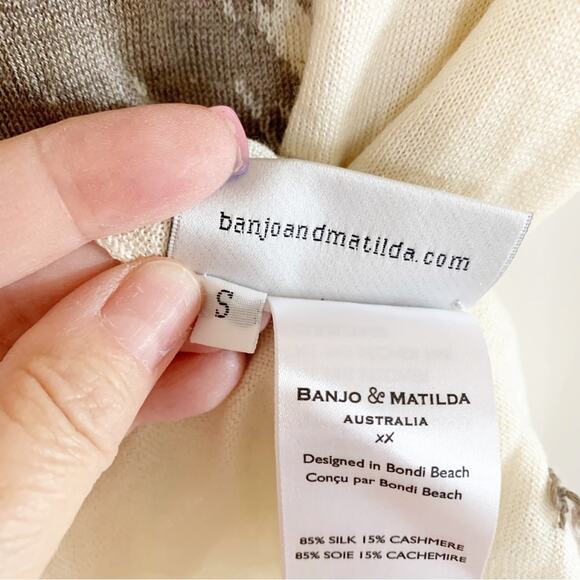 banjoandmatilda.com
S
BANJO & MATILDA
AUSTRALIA
xx
Designed in Bondi Beach
Conçu par Bondi Beach
85% SILK 15% CASHMERE
85% SOIE 15% CACHEMIRE